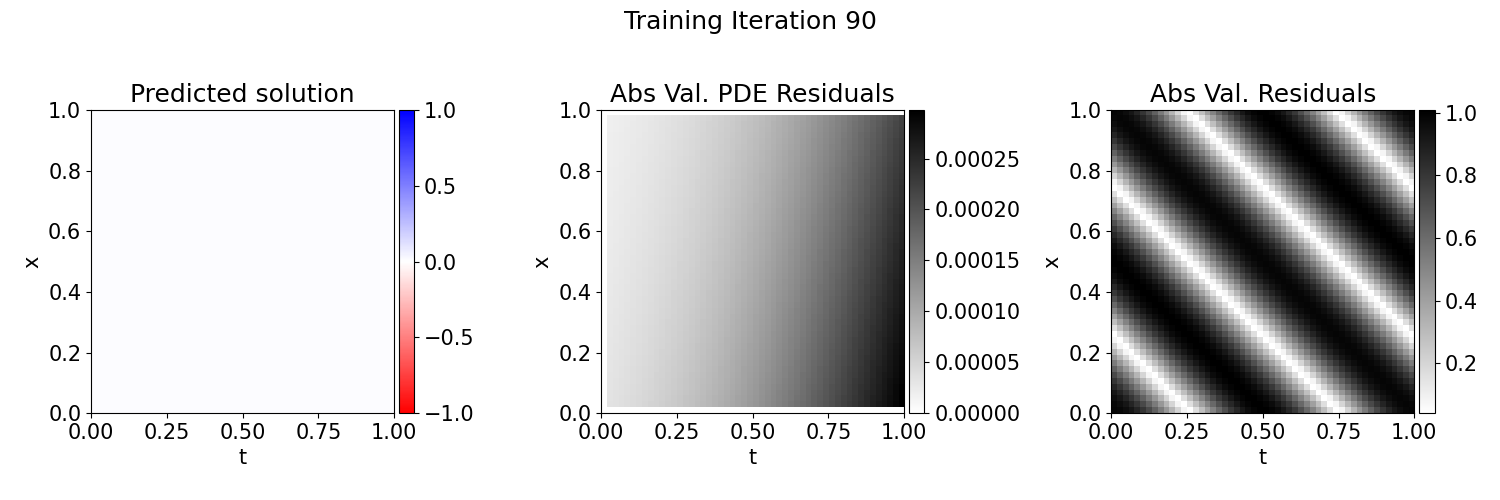 Training Iteration 90
Predicted solution
1.0
0.8
0.6
0.4
0.2
0.0
x
0.00 0.25 0.50 0.75 1.00
t
1.0
0.5
0.0
−0.5
−1.0
Abs Val. PDE Residuals
1.0
0.8
0.6
0.4
0.2
0.0
x
0.00 0.25 0.50 0.75 1.00
t
0.00025
0.00020
0.00015
0.00010
0.00005
0.00000
Abs Val. Residuals
1.0
0.8
0.6
0.4
0.2
0.0
x
0.00 0.25 0.50 0.75 1.00
t
1.0
0.8
0.6
0.4
0.2